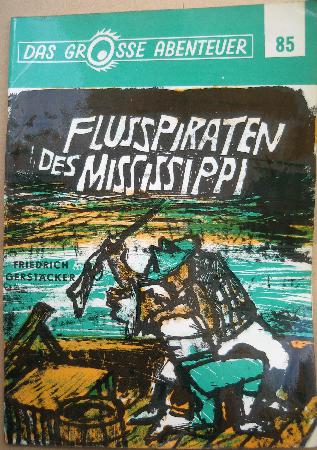 DAS GROSSE ABENTEUER
85
FLUSSPIRATEN
DES MISSISSIPPI
FRIEDRICH
GERSTÄCKER